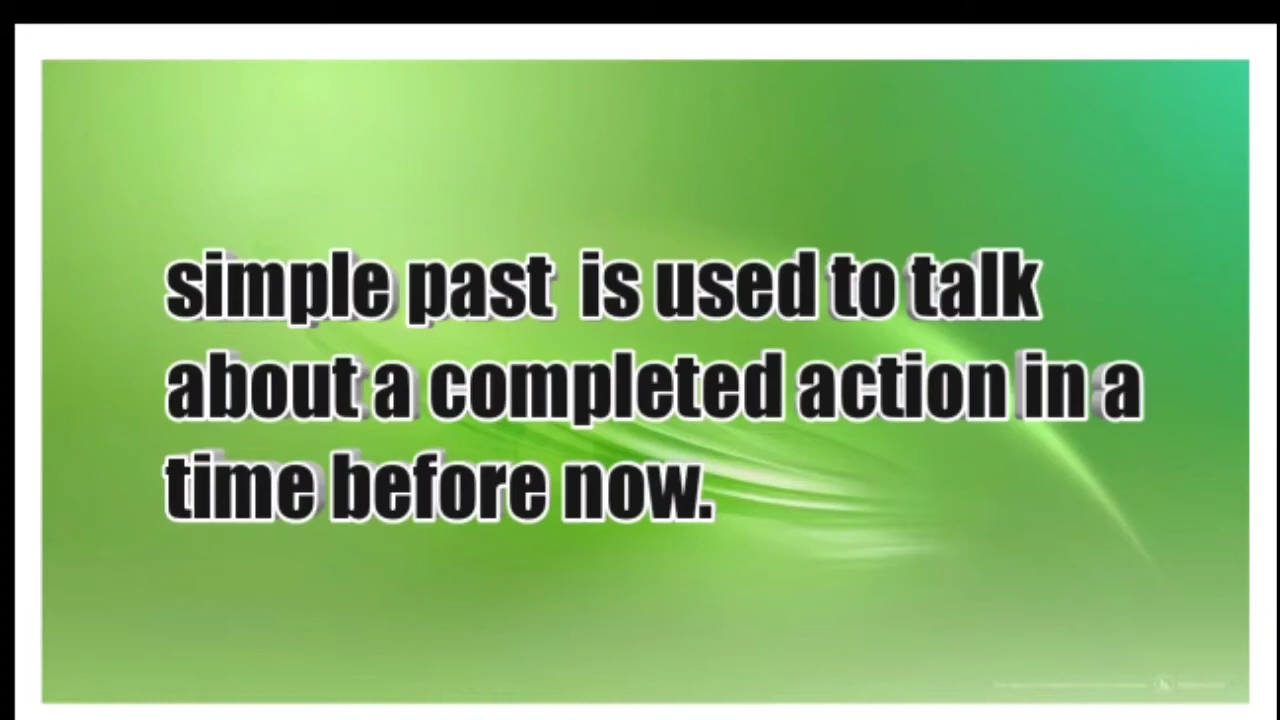 simple past is used to talk
about a completed action in a
time before now.